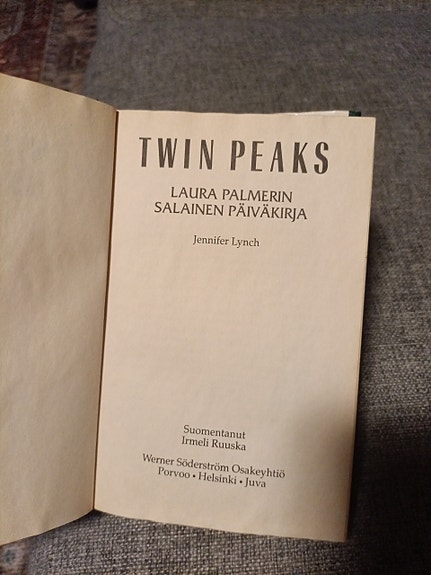 TWIN PEAKS
LAURA PALMERIN
SALAINEN PÄIVÄKIRJA
Jennifer Lynch
Suomentanut
Irmeli Ruuska
Werner Söderström Osakeyhtiö
Porvoo • Helsinki • Juva